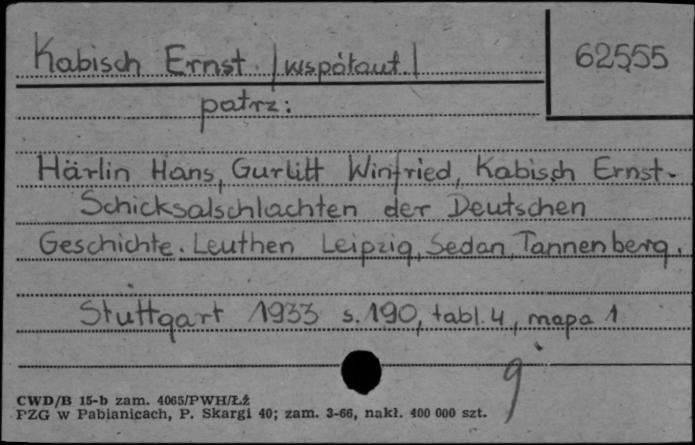 Kabisch Ernst /współaut./
62555
patrz:
Härlin Hans, Gurlitt Winfried, Kabisch Ernst.
Schicksalschlachten der Deutschen
Geschichte. Leuthen Leipzig, Sedan, Tannenberg.
Stuttgart 1933 s. 190, tabl. 4, mapa 1
g
CWD/B 15-b zam. 4065/PWH/Łż
PZG w Pabianicach, P. Skargi 40; zam. 3-66, nakł. 400 000 szt.